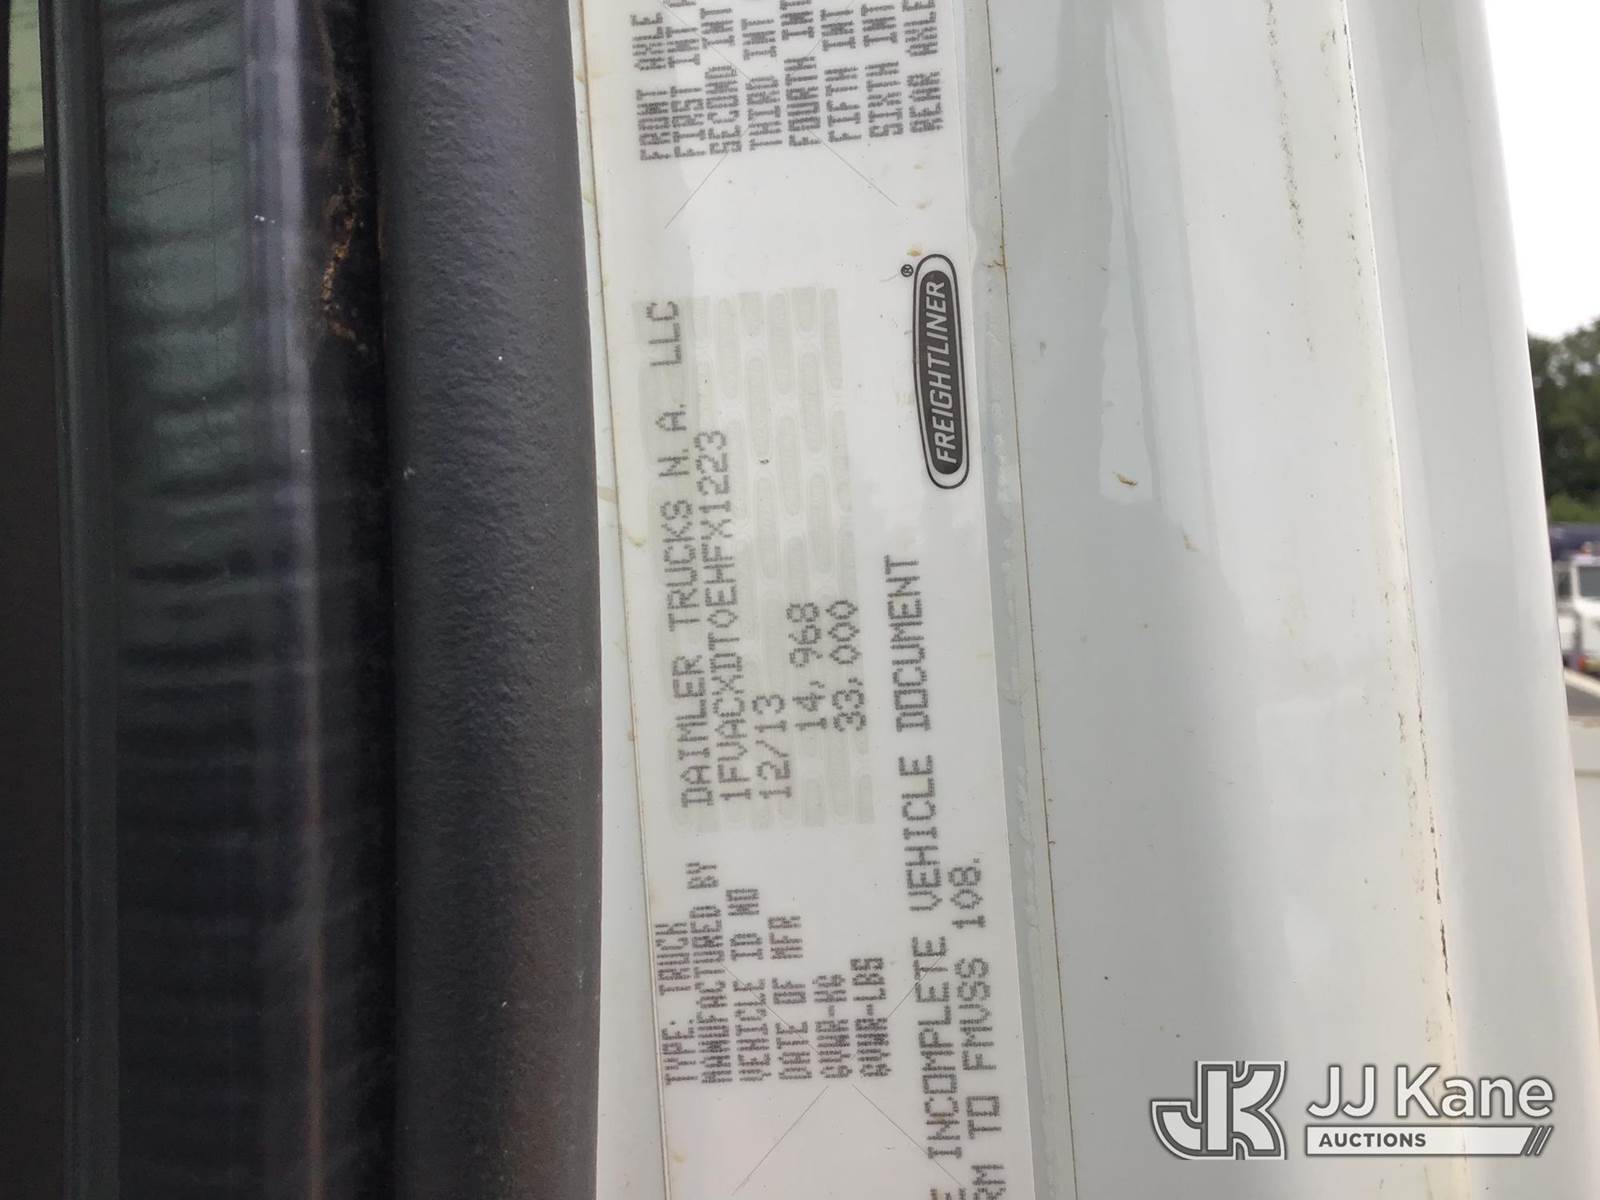 TYPE: TRUCK
MANUFACTURED BY DAIMLER TRUCKS N.A. LLC
VEHICLE ID NO 1FVACXDT0EHFX1223
DATE OF MFR 12/13
GVWR-KG 14,968
GVWR-LBS 33,000
E INCOMPLETE VEHICLE DOCUMENT
RM TO FMVSS 108.
FREIGHTLINER®
FRONT AXLE
FIRST INT
SECOND INT
THIRD INT
FOURTH INT
FIFTH INT
SIXTH INT
REAR AXLE
JK JJ Kane
AUCTIONS